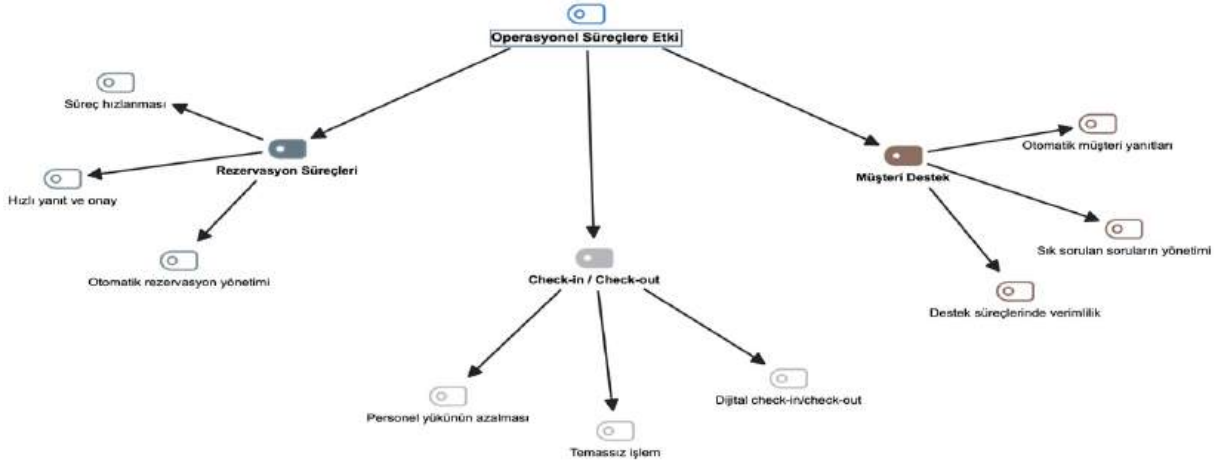 Operasyonel Süreçlere Etki
Süreç hızlanması
Rezervasyon Süreçleri
Hızlı yanıt ve onay
Otomatik rezervasyon yönetimi
Check-in / Check-out
Personel yükünün azalması
Temassız işlem
Dijital check-in/check-out
Müşteri Destek
Otomatik müşteri yanıtları
Sık sorulan soruların yönetimi
Destek süreçlerinde verimlilik